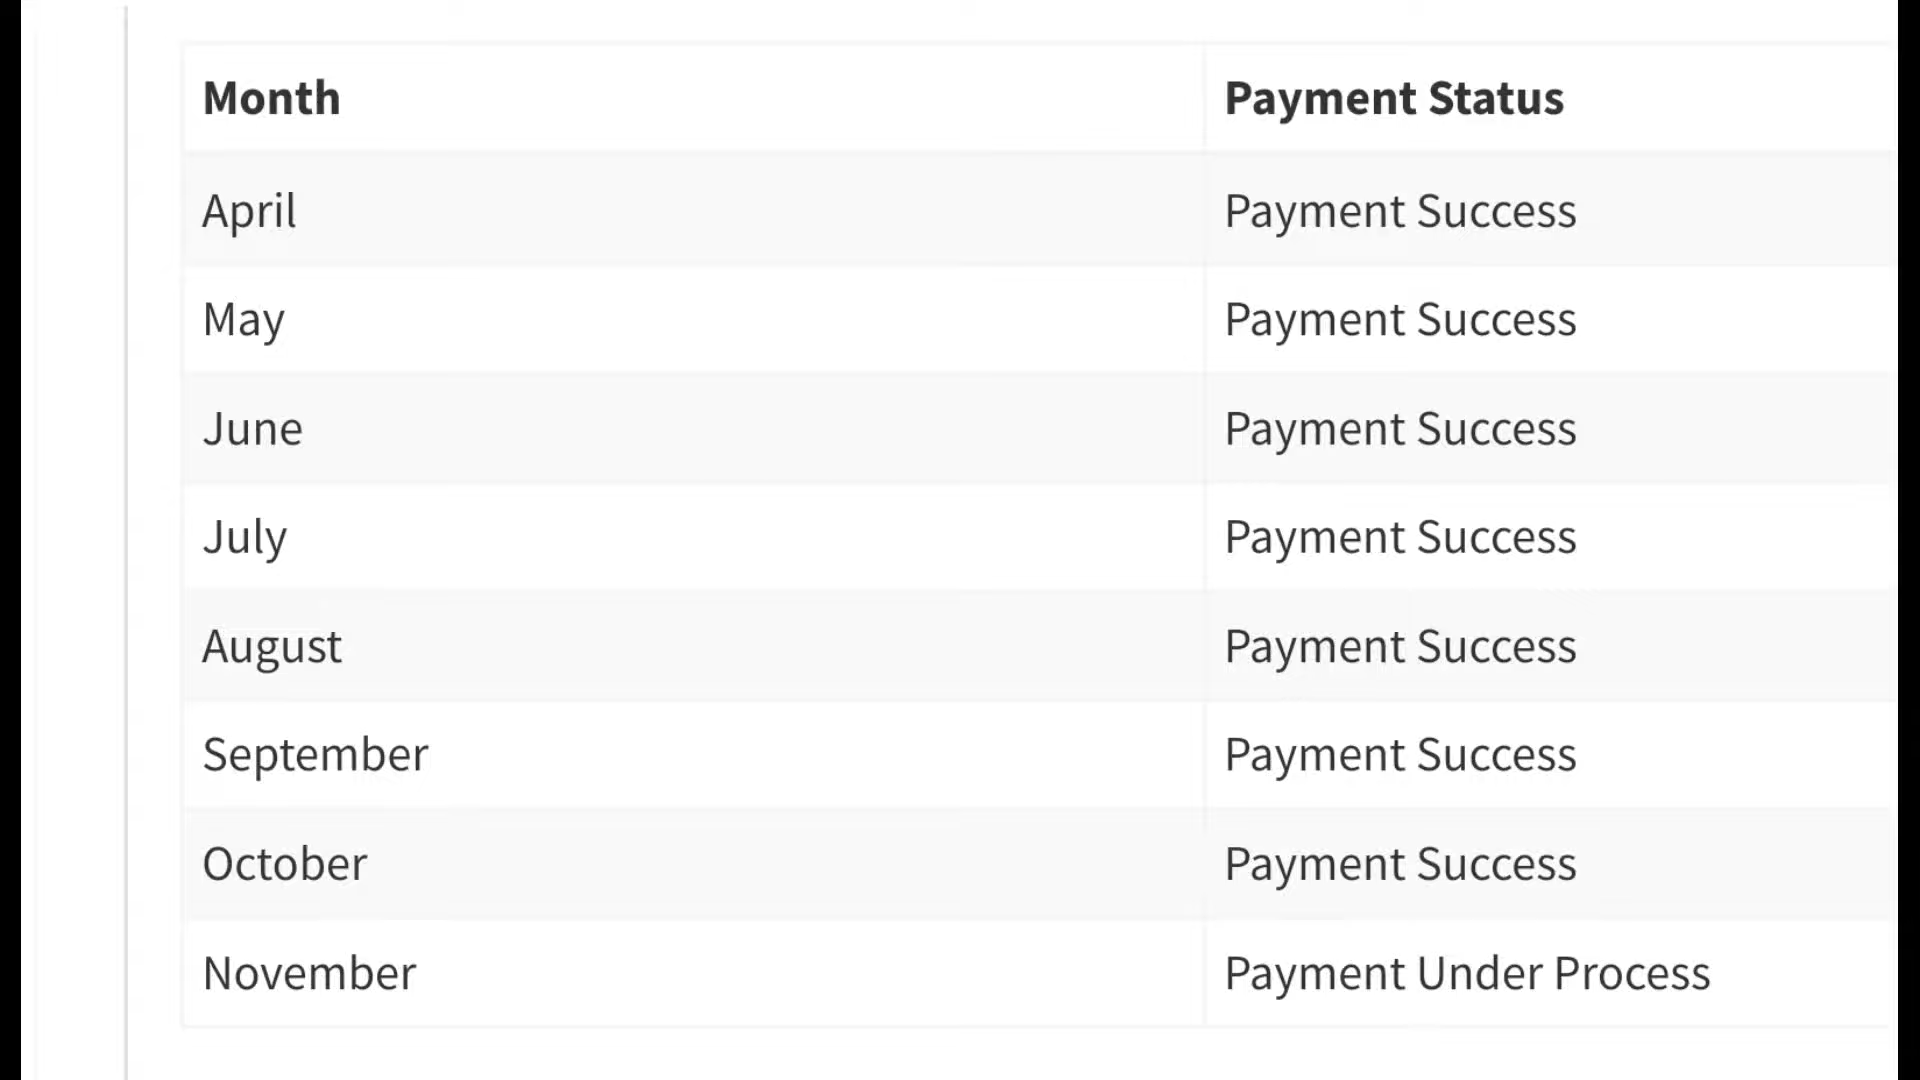 Month Payment Status
April Payment Success
May Payment Success
June Payment Success
July Payment Success
August Payment Success
September Payment Success
October Payment Success
November Payment Under Process